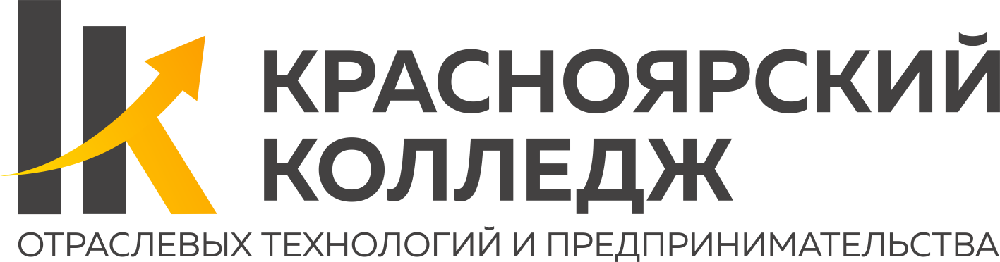 КРАСНОЯРСКИЙ
КОЛЛЕДЖ
ОТРАСЛЕВЫХ ТЕХНОЛОГИЙ И ПРЕДПРИНИМАТЕЛЬСТВА